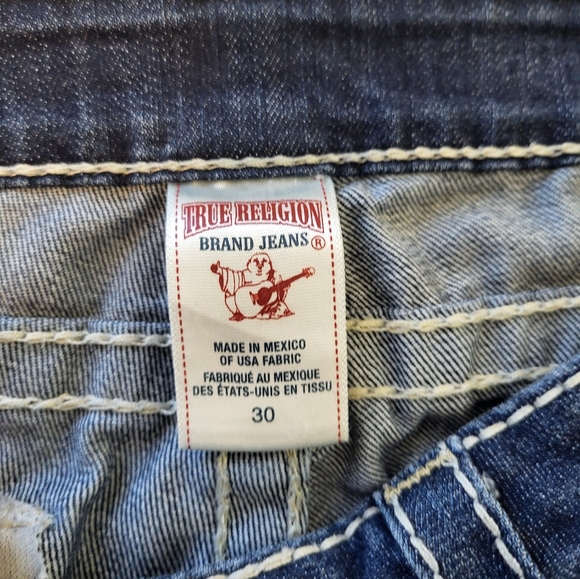 TRUE RELIGION
BRAND JEANS®
MADE IN MEXICO
OF USA FABRIC
FABRIQUÉ AU MEXIQUE
DES ÉTATS-UNIS EN TISSU
30